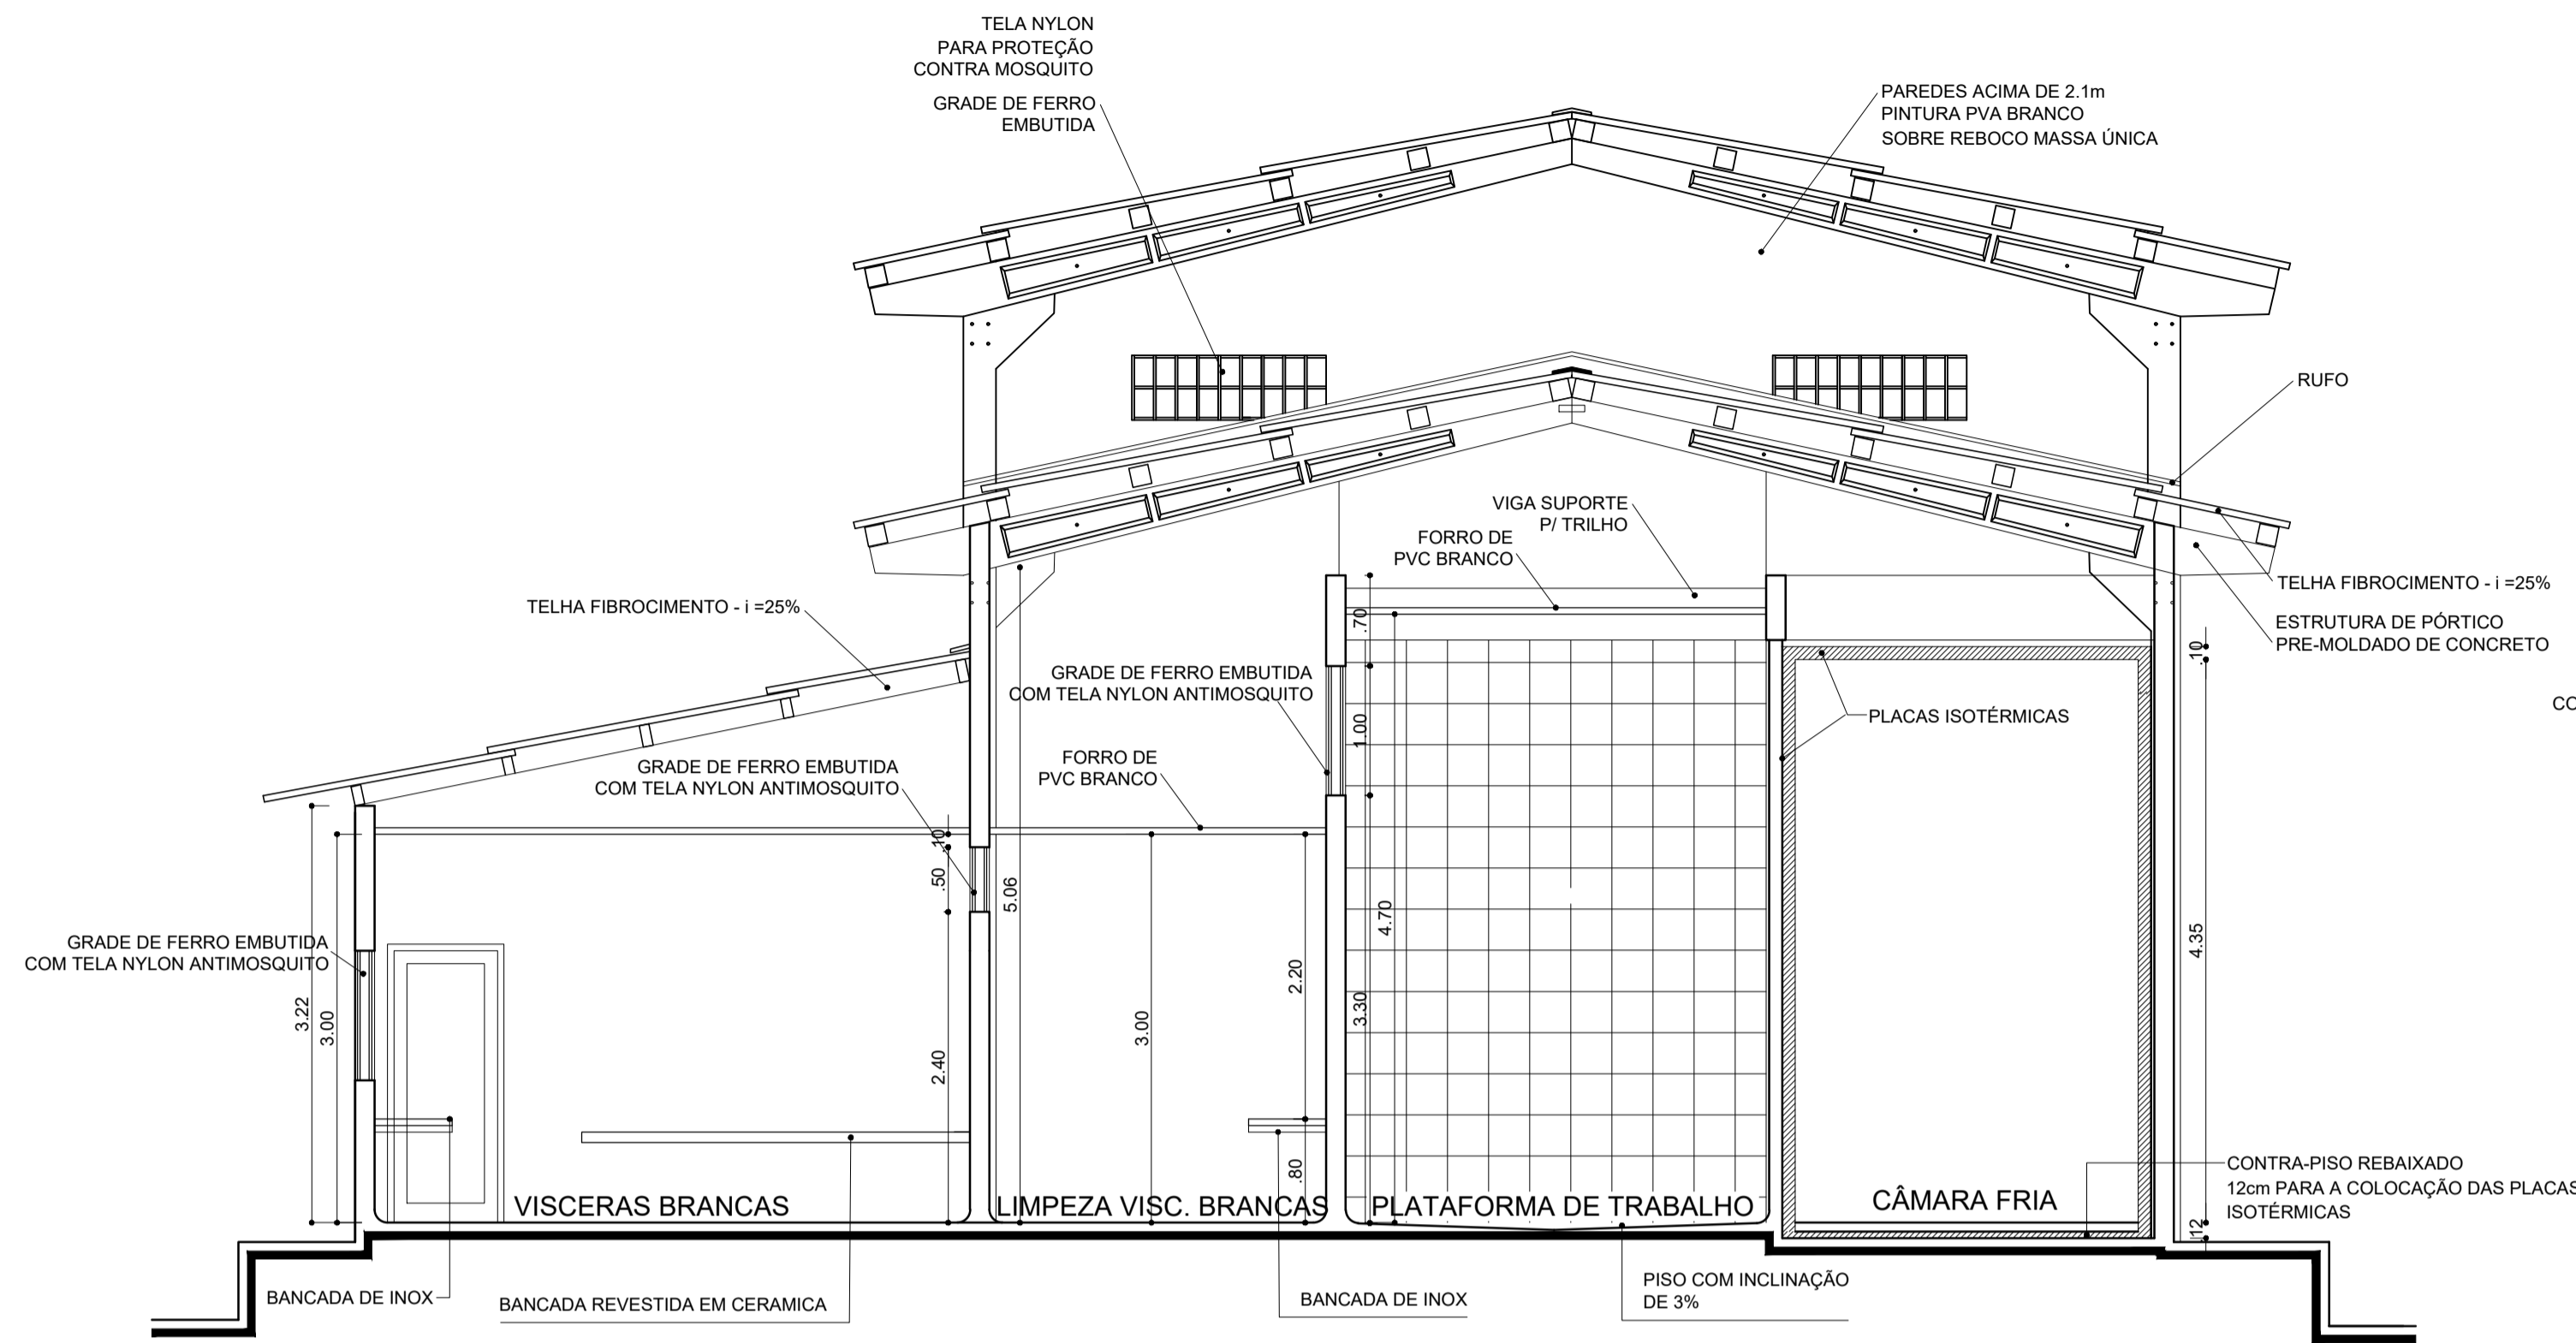 TELA NYLON
PARA PROTEÇÃO
CONTRA MOSQUITO
GRADE DE FERRO
EMBUTIDA
PAREDES ACIMA DE 2.1m
PINTURA PVA BRANCO
SOBRE REBOCO MASSA ÚNICA
RUFO
VIGA SUPORTE
P/ TRILHO
FORRO DE
PVC BRANCO
TELHA FIBROCIMENTO - i =25%
TELHA FIBROCIMENTO - i =25%
ESTRUTURA DE PÓRTICO
PRE-MOLDADO DE CONCRETO
.70
.10
GRADE DE FERRO EMBUTIDA
COM TELA NYLON ANTIMOSQUITO
CO
PLACAS ISOTÉRMICAS
1.00
FORRO DE
PVC BRANCO
GRADE DE FERRO EMBUTIDA
COM TELA NYLON ANTIMOSQUITO
.10
.50
5.06
4.70
4.35
GRADE DE FERRO EMBUTIDA
COM TELA NYLON ANTIMOSQUITO
3.22
3.00
2.40
3.00
2.20
3.30
.80
CONTRA-PISO REBAIXADO
12cm PARA A COLOCAÇÃO DAS PLACAS
ISOTÉRMICAS
.12
VISCERAS BRANCAS
LIMPEZA VISC. BRANCAS
PLATAFORMA DE TRABALHO
CÂMARA FRIA
BANCADA DE INOX
BANCADA REVESTIDA EM CERAMICA
BANCADA DE INOX
PISO COM INCLINAÇÃO
DE 3%